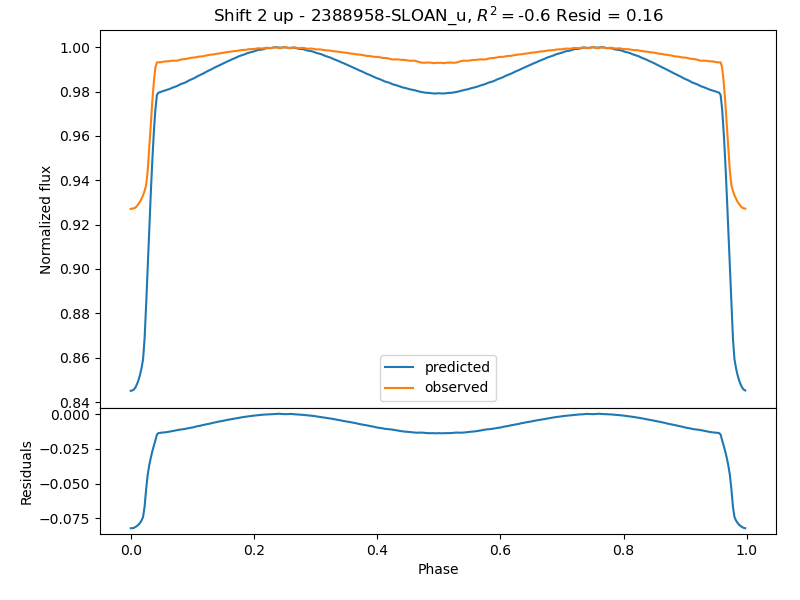 Shift 2 up - 2388958-SLOAN_u, R² = -0.6 Resid = 0.16
1.00
0.98
0.96
0.94
0.92
0.90
0.88
0.86
0.84
Normalized flux
predicted
observed
0.000
−0.025
−0.050
−0.075
Residuals
0.0 0.2 0.4 0.6 0.8 1.0
Phase